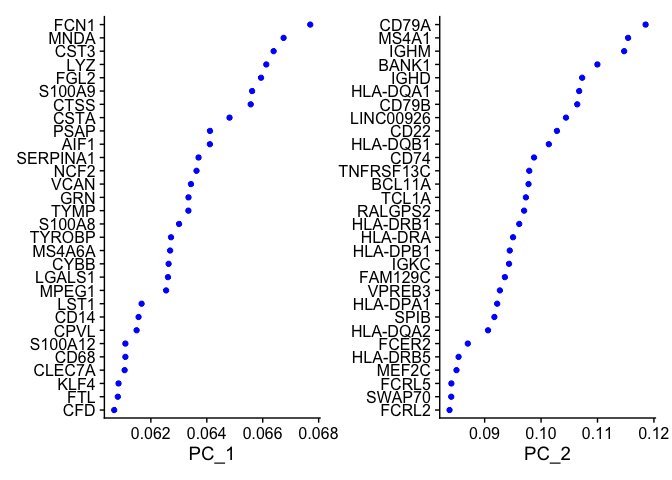 FCN1
MNDA
CST3
LYZ
FGL2
S100A9
CTSS
CSTA
PSAP
AIF1
SERPINA1
NCF2
VCAN
GRN
TYMP
S100A8
TYROBP
MS4A6A
CYBB
LGALS1
MPEG1
LST1
CD14
CPVL
S100A12
CD68
CLEC7A
KLF4
FTL
CFD
0.062 0.064 0.066 0.068
PC_1
CD79A
MS4A1
IGHM
BANK1
IGHD
HLA-DQA1
CD79B
LINC00926
CD22
HLA-DQB1
CD74
TNFRSF13C
BCL11A
TCL1A
RALGPS2
HLA-DRB1
HLA-DRA
HLA-DPB1
IGKC
FAM129C
VPREB3
HLA-DPA1
SPIB
HLA-DQA2
FCER2
HLA-DRB5
MEF2C
FCRL5
SWAP70
FCRL2
0.09 0.10 0.11 0.12
PC_2